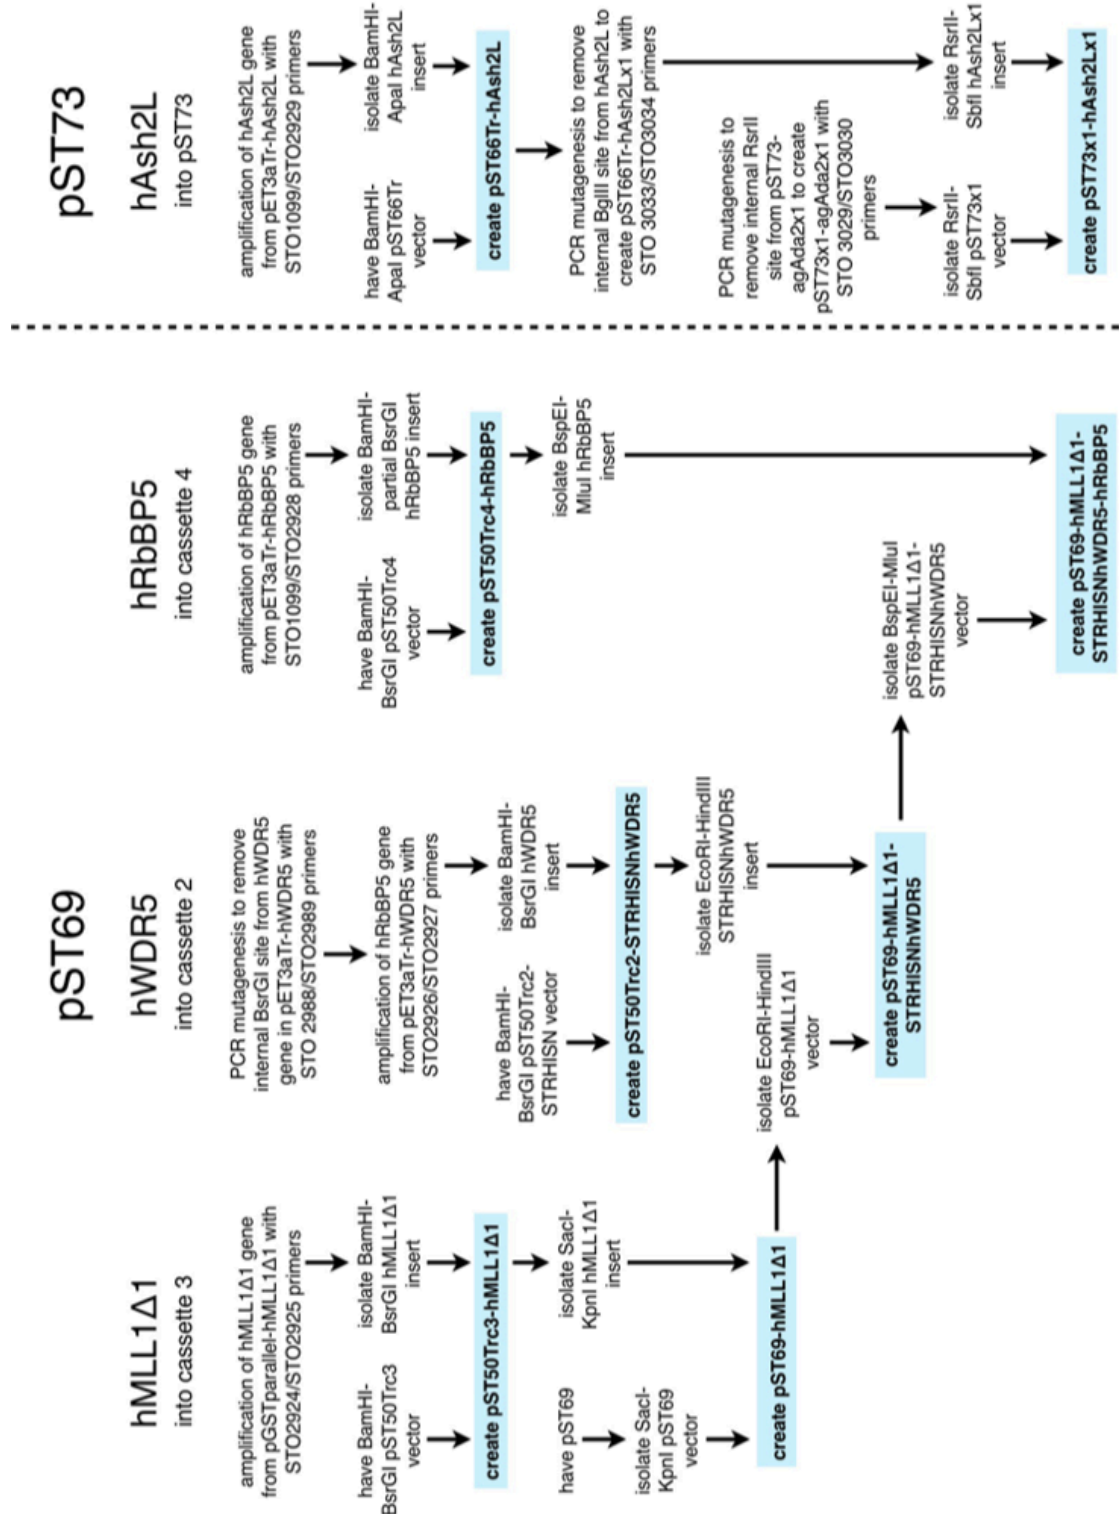 pST69
hMLL1Δ1
into cassette 3
amplification of hMLL1Δ1 gene
from pGSTparallel-hMLL1Δ1 with
STO2924/STO2925 primers
have BamHI-
BsrGI pST50Trc3
vector
isolate BamHI-
BsrGI hMLL1Δ1
insert
create pST50Trc3-hMLL1Δ1
have pST69
isolate SacI-
KpnI pST69
vector
isolate SacI-
KpnI hMLL1Δ1
insert
create pST69-hMLL1Δ1
hWDR5
into cassette 2
PCR mutagenesis to remove
internal BsrGI site from hWDR5
gene in pET3aTr-hWDR5 with
STO 2988/STO2989 primers
amplification of hRbBP5 gene
from pET3aTr-hWDR5 with
STO2926/STO2927 primers
have BamHI-
BsrGI pST50Trc2-
STRHISN vector
isolate BamHI-
BsrGI hWDR5
insert
create pST50Trc2-STRHISNhWDR5
isolate EcoRI-HindIII
pST69-hMLL1Δ1
vector
isolate EcoRI-HindIII
STRHISNhWDR5
insert
create pST69-hMLL1Δ1-
STRHISNhWDR5
hRbBP5
into cassette 4
amplification of hRbBP5 gene
from pET3aTr-hRbBP5 with
STO1099/STO2928 primers
have BamHI-
BsrGI pST50Trc4
vector
isolate BamHI-
partial BsrGI
hRbBP5 insert
create pST50Trc4-hRbBP5
isolate BspEI-
MluI hRbBP5
insert
isolate BspEI-MluI
pST69-hMLL1Δ1-
STRHISNhWDR5
vector
create pST69-hMLL1Δ1-
STRHISNhWDR5-hRbBP5
pST73
hAsh2L
into pST73
amplification of hAsh2L gene
from pET3aTr-hAsh2L with
STO1099/STO2929 primers
have BamHI-
ApaI pST66Tr
vector
isolate BamHI-
ApaI hAsh2L
insert
create pST66Tr-hAsh2L
PCR mutagenesis to remove
internal BglII site from hAsh2L to
create pST66Tr-hAsh2Lx1 with
STO 3033/STO3034 primers
PCR mutagenesis to
remove internal RsrII
site from pST73-
agAda2x1 to create
pST73x1-agAda2x1 with
STO 3029/STO3030
primers
isolate RsrII-
SbfI pST73x1
vector
isolate RsrII-
SbfI hAsh2Lx1
insert
create pST73x1-hAsh2Lx1